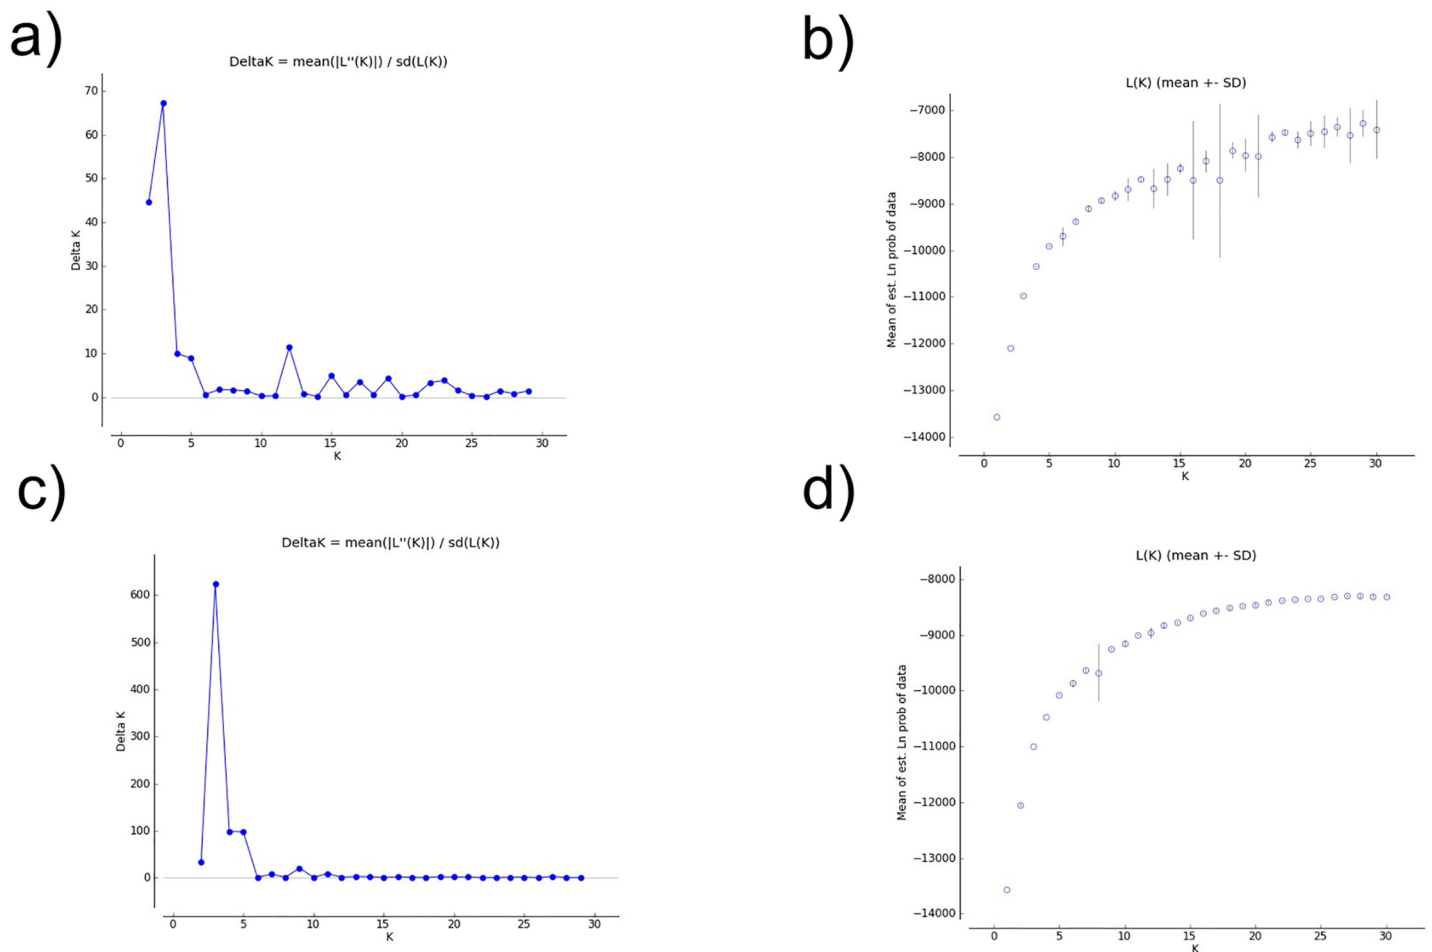 a)
DeltaK = mean(|L''(K)|) / sd(L(K))
70
60
50
40
30
20
10
0
Delta K
0 5 10 15 20 25 30
K
b)
L(K) (mean +- SD)
−7000
−8000
−9000
−10000
−11000
−12000
−13000
−14000
Mean of est. Ln prob of data
0 5 10 15 20 25 30
K
c)
DeltaK = mean(|L''(K)|) / sd(L(K))
600
500
400
300
200
100
0
Delta K
0 5 10 15 20 25 30
K
d)
L(K) (mean +- SD)
−8000
−9000
−10000
−11000
−12000
−13000
−14000
Mean of est. Ln prob of data
0 5 10 15 20 25 30
K